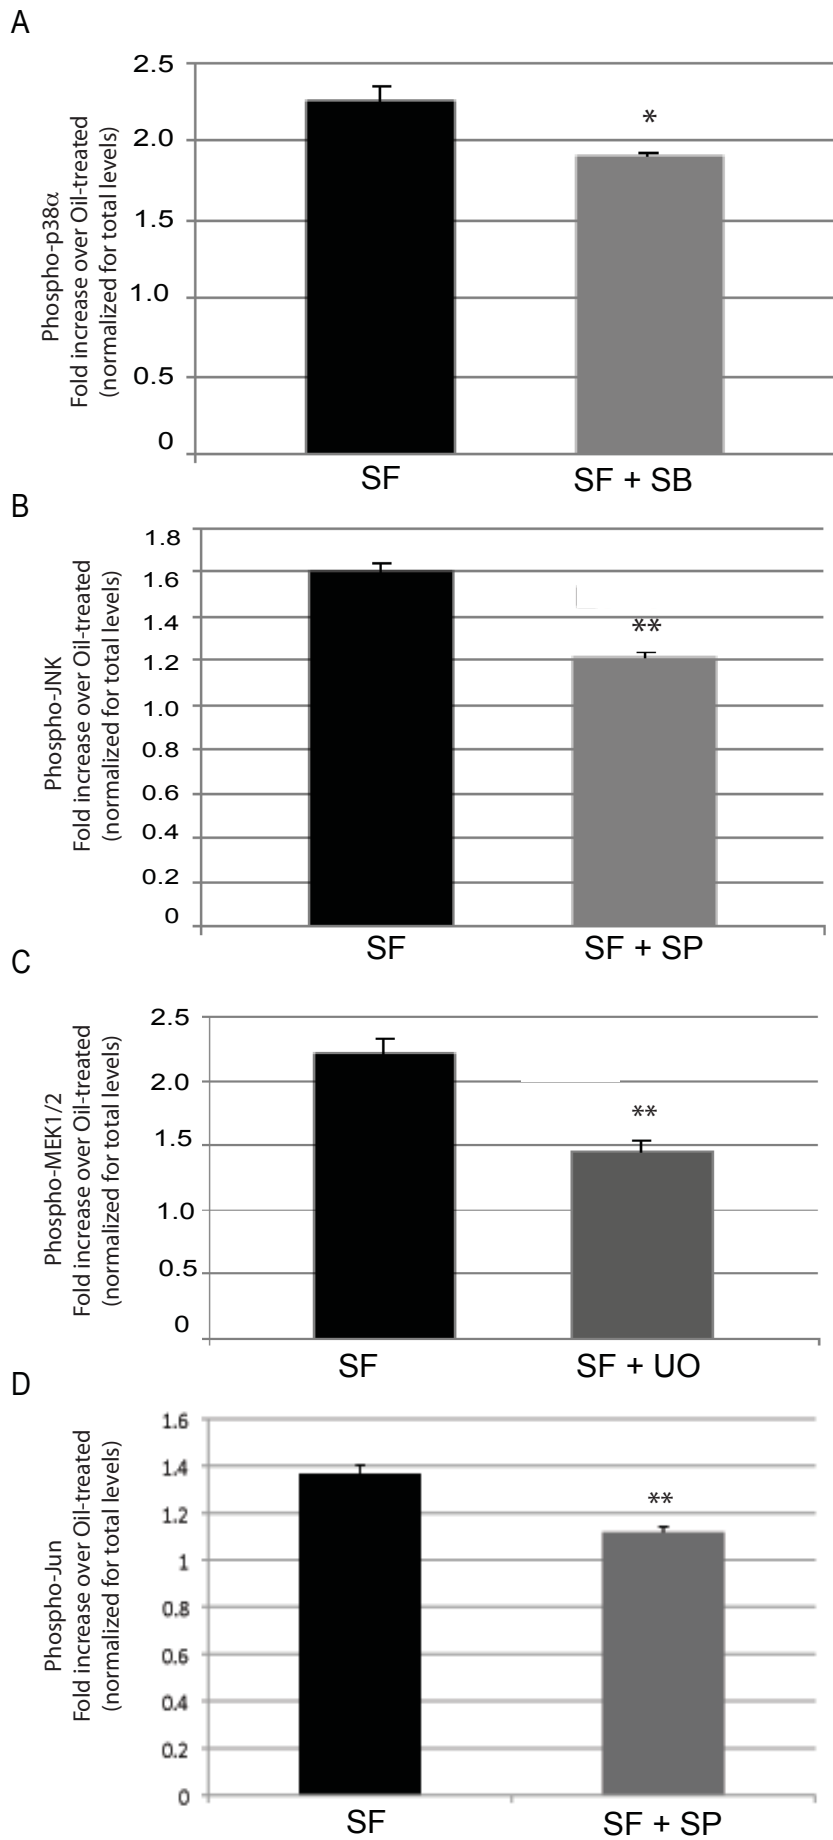 A
Phospho-p38α
Fold increase over Oil-treated
(normalized for total levels)
2.5
2.0
1.5
1.0
0.5
0
*
SF
SF + SB
B
Phospho-JNK
Fold increase over Oil-treated
(normalized for total levels)
1.8
1.6
1.4
1.2
1.0
0.8
0.6
0.4
0.2
0
**
SF
SF + SP
C
Phospho-MEK1/2
Fold increase over Oil-treated
(normalized for total levels)
2.5
2.0
1.5
1.0
0.5
0
**
SF
SF + UO
D
Phospho-Jun
Fold increase over Oil-treated
(normalized for total levels)
1.6
1.4
1.2
1
0.8
0.6
0.4
0.2
0
**
SF
SF + SP